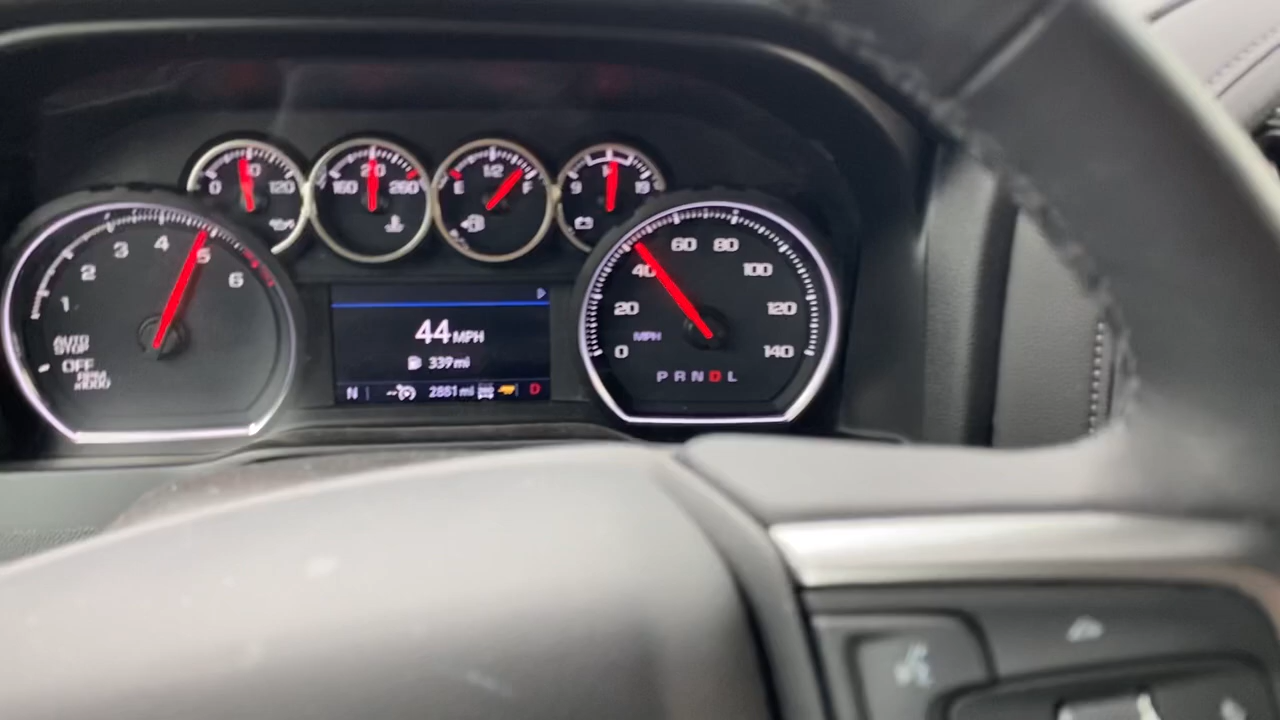 0 120
160 260
E 1/2 F
9 19
1 2 3 4 5 6
AUTO
STOP
OFF
RPM
x1000
44 MPH
339 mi
N 2881 mi D
0 20 40 60 80 100 120 140
MPH
P R N D L